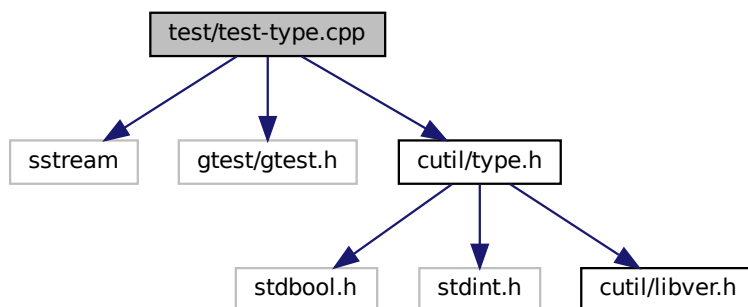 test/test-type.cpp
sstream
gtest/gtest.h
cutil/type.h
stdbool.h
stdint.h
cutil/libver.h